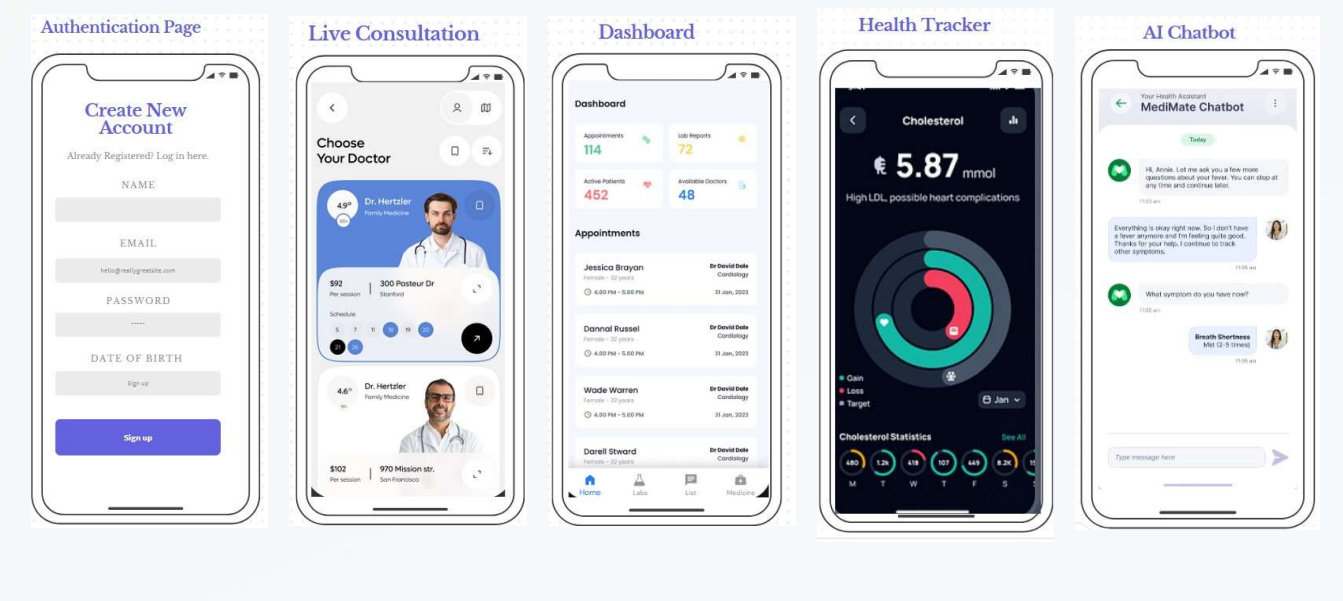 Authentication Page
Create New
Account
Already Registered? Log in here.
NAME
EMAIL
hello@reallygreatsite.com
PASSWORD
-----
DATE OF BIRTH
Sign up
Sign up
Live Consultation
Choose
Your Doctor
4.9
Dr. Hertzler
Family Medicine
$92
Per session
300 Pasteur Dr
Stanford
Schedule
5 7 11 18 19 20
21 26
4.6
Dr. Hertzler
Family Medicine
$102
Per session
970 Mission str.
San Francisco
Dashboard
Dashboard
Appointments
114
Lab Reports
72
Active Patients
452
Available Doctors
48
Appointments
Jessica Brayan
Female - 32 years
4.00 PM - 5.00 PM
Dr David Dale
Cardiology
31 Jan, 2023
Dannal Russel
Female - 32 years
4.00 PM - 5.00 PM
Dr David Dale
Cardiology
31 Jan, 2023
Wade Warren
Female - 32 years
4.00 PM - 5.00 PM
Dr David Dale
Cardiology
31 Jan, 2023
Darell Stward
Female - 32 years
Dr David Dale
Cardiology
Home Labs List Medicine
Health Tracker
Cholesterol
5.87 mmol
High LDL, possible heart complications
Gain
Loss
Target
Jan
Cholesterol Statistics See All
480 1.2k 418 107 449 8.2K
M T W T F S
AI Chatbot
Your Health Assistant
MediMate Chatbot
Today
Hi, Annie. Let me ask you a few more
questions about your fever. You can stop at
any time and continue later.
11:05 am
Everything is okay right now. So I don't have
a fever anymore and I'm feeling quite good.
Thanks for your help. I continue to track
other symptoms.
11:05 am
What symptom do you have now?
11:05 am
Breath Shertness
Mist (2-5 times)
11:05 am
Type message here